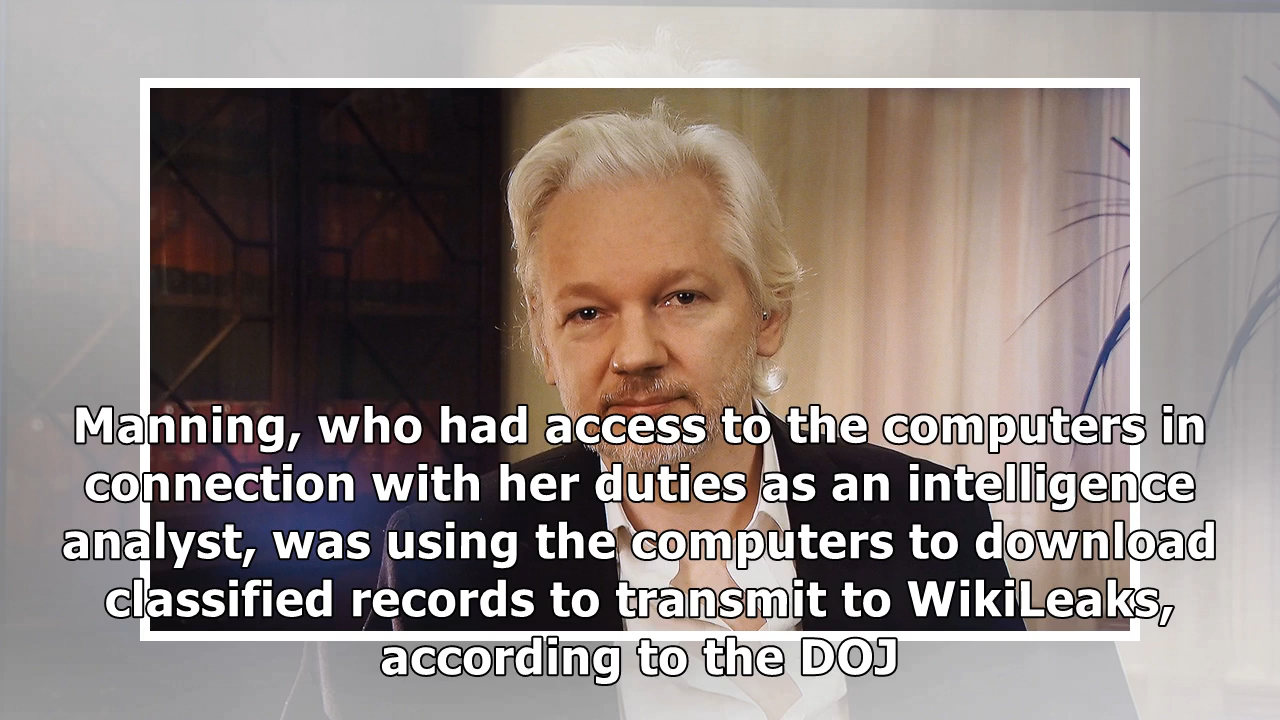 Manning, who had access to the computers in
connection with her duties as an intelligence
analyst, was using the computers to download
classified records to transmit to WikiLeaks,
according to the DOJ